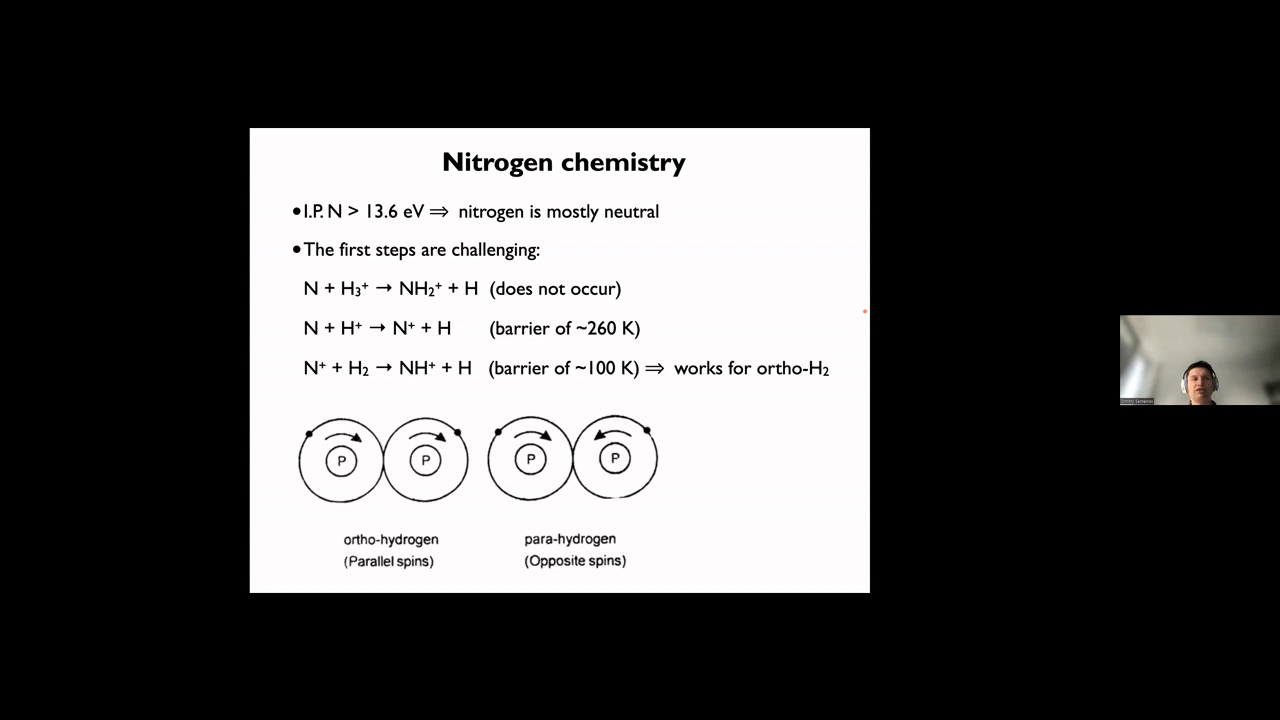 Nitrogen chemistry
•I.P. N > 13.6 eV ⇒ nitrogen is mostly neutral
•The first steps are challenging:
N + H₃⁺ → NH₂⁺ + H (does not occur)
N + H⁺ → N⁺ + H (barrier of ~260 K)
N⁺ + H₂ → NH⁺ + H (barrier of ~100 K) ⇒ works for ortho-H₂
P P P P
ortho-hydrogen para-hydrogen
(Parallel spins) (Opposite spins)